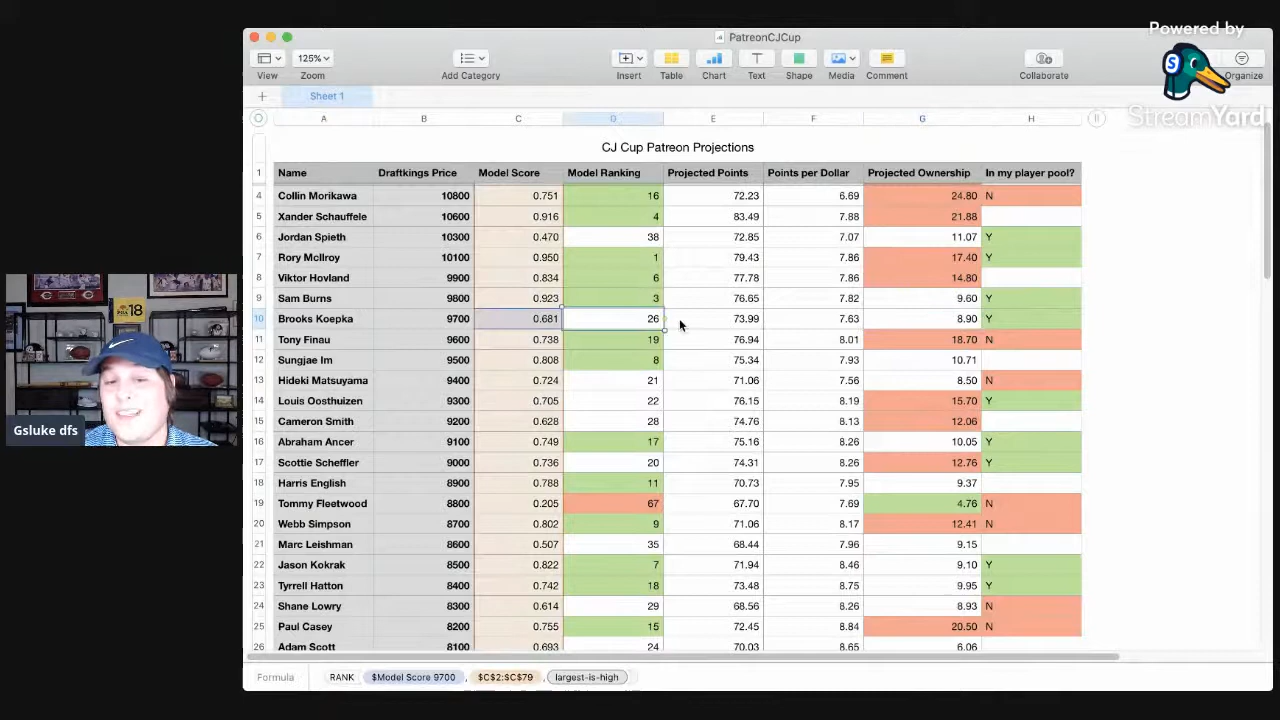 Powered by
StreamYard
S
PatreonCJCup
125%
View Zoom Add Category Insert Table Chart Text Shape Media Comment Collaborate Organize
+ Sheet 1
A B C D E F G H
CJ Cup Patreon Projections
1 Name Draftkings Price Model Score Model Ranking Projected Points Points per Dollar Projected Ownership In my player pool?
4 Collin Morikawa 10800 0.751 16 72.23 6.69 24.80 N
5 Xander Schauffele 10600 0.916 4 83.49 7.88 21.88
6 Jordan Spieth 10300 0.470 38 72.85 7.07 11.07 Y
7 Rory McIlroy 10100 0.950 1 79.43 7.86 17.40 Y
8 Viktor Hovland 9900 0.834 6 77.78 7.86 14.80
9 Sam Burns 9800 0.923 3 76.65 7.82 9.60 Y
10 Brooks Koepka 9700 0.681 26 73.99 7.63 8.90 Y
11 Tony Finau 9600 0.738 19 76.94 8.01 18.70 N
12 Sungjae Im 9500 0.808 8 75.34 7.93 10.71
13 Hideki Matsuyama 9400 0.724 21 71.06 7.56 8.50 N
14 Louis Oosthuizen 9300 0.705 22 76.15 8.19 15.70 Y
15 Cameron Smith 9200 0.628 28 74.76 8.13 12.06
16 Abraham Ancer 9100 0.749 17 75.16 8.26 10.05 Y
17 Scottie Scheffler 9000 0.736 20 74.31 8.26 12.76 Y
18 Harris English 8900 0.788 11 70.73 7.95 9.37
19 Tommy Fleetwood 8800 0.205 67 67.70 7.69 4.76 N
20 Webb Simpson 8700 0.802 9 71.06 8.17 12.41 N
21 Marc Leishman 8600 0.507 35 68.44 7.96 9.15
22 Jason Kokrak 8500 0.822 7 71.94 8.46 9.10 Y
23 Tyrrell Hatton 8400 0.742 18 73.48 8.75 9.95 Y
24 Shane Lowry 8300 0.614 29 68.56 8.26 8.93 N
25 Paul Casey 8200 0.755 15 72.45 8.84 20.50 N
26 Adam Scott 8100 0.693 24 70.03 8.65 6.06
Formula RANK $Model Score 9700 , $C$2:$C$79 , largest-is-high
18
Gsluke dfs